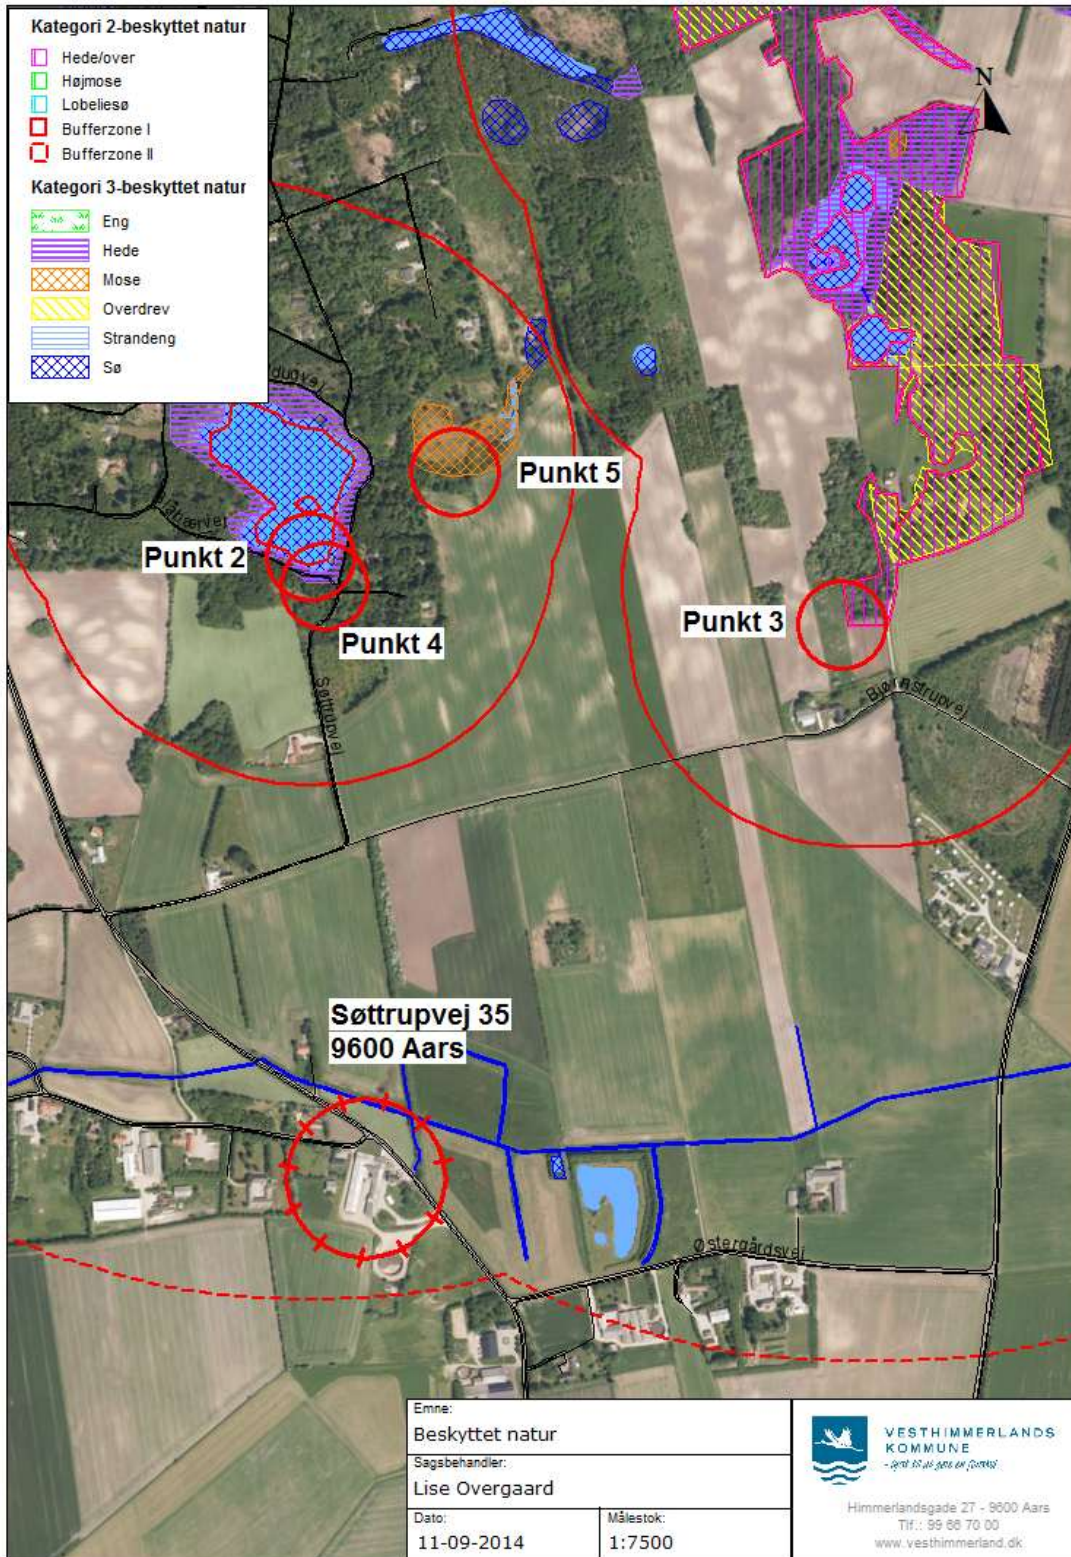 Kategori 2-beskyttet natur
Hede/over
Højmose
Lobeliesø
Bufferzone I
Bufferzone II
Kategori 3-beskyttet natur
Eng
Hede
Mose
Overdrev
Strandeng
Sø
N
Punkt 5
Punkt 2
Punkt 4
Punkt 3
Søttrupvej
Bjørnstrupvej
Søttrupvej 35
9600 Aars
Østergårdsvej
Emne:
Beskyttet natur
Sagsbehandler:
Lise Overgaard
Dato:
11-09-2014
Målestok:
1:7500
VESTHIMMERLANDS
KOMMUNE
Himmerlandsgade 27 - 9600 Aars
Tlf.: 99 66 70 00
www.vesthimmerland.dk